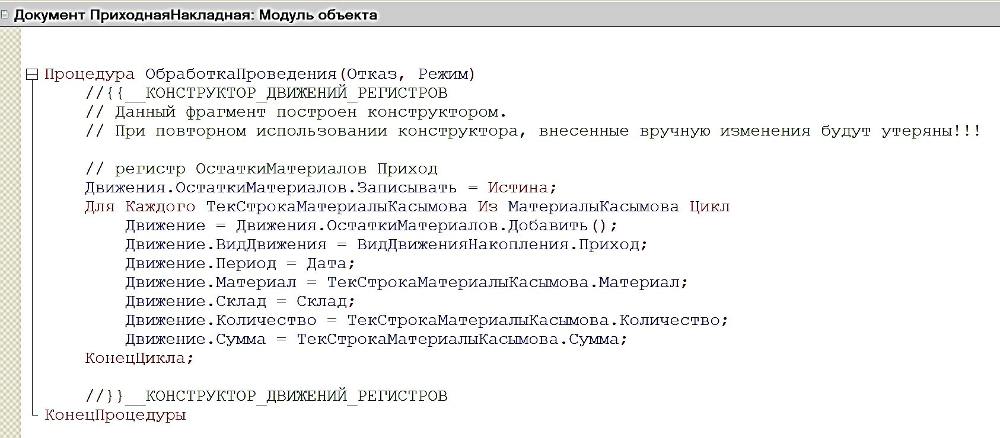 Документ ПриходнаяНакладная: Модуль объекта
Процедура ОбработкаПроведения(Отказ, Режим)
//{{__КОНСТРУКТОР_ДВИЖЕНИЙ_РЕГИСТРОВ
// Данный фрагмент построен конструктором.
// При повторном использовании конструктора, внесенные вручную изменения будут утеряны!!!
// регистр ОстаткиМатериалов Приход
Движения.ОстаткиМатериалов.Записывать = Истина;
Для Каждого ТекСтрокаМатериалыКасымова Из МатериалыКасымова Цикл
Движение = Движения.ОстаткиМатериалов.Добавить();
Движение.ВидДвижения = ВидДвиженияНакопления.Приход;
Движение.Период = Дата;
Движение.Материал = ТекСтрокаМатериалыКасымова.Материал;
Движение.Склад = Склад;
Движение.Количество = ТекСтрокаМатериалыКасымова.Количество;
Движение.Сумма = ТекСтрокаМатериалыКасымова.Сумма;
КонецЦикла;
//}}__КОНСТРУКТОР_ДВИЖЕНИЙ_РЕГИСТРОВ
КонецПроцедуры